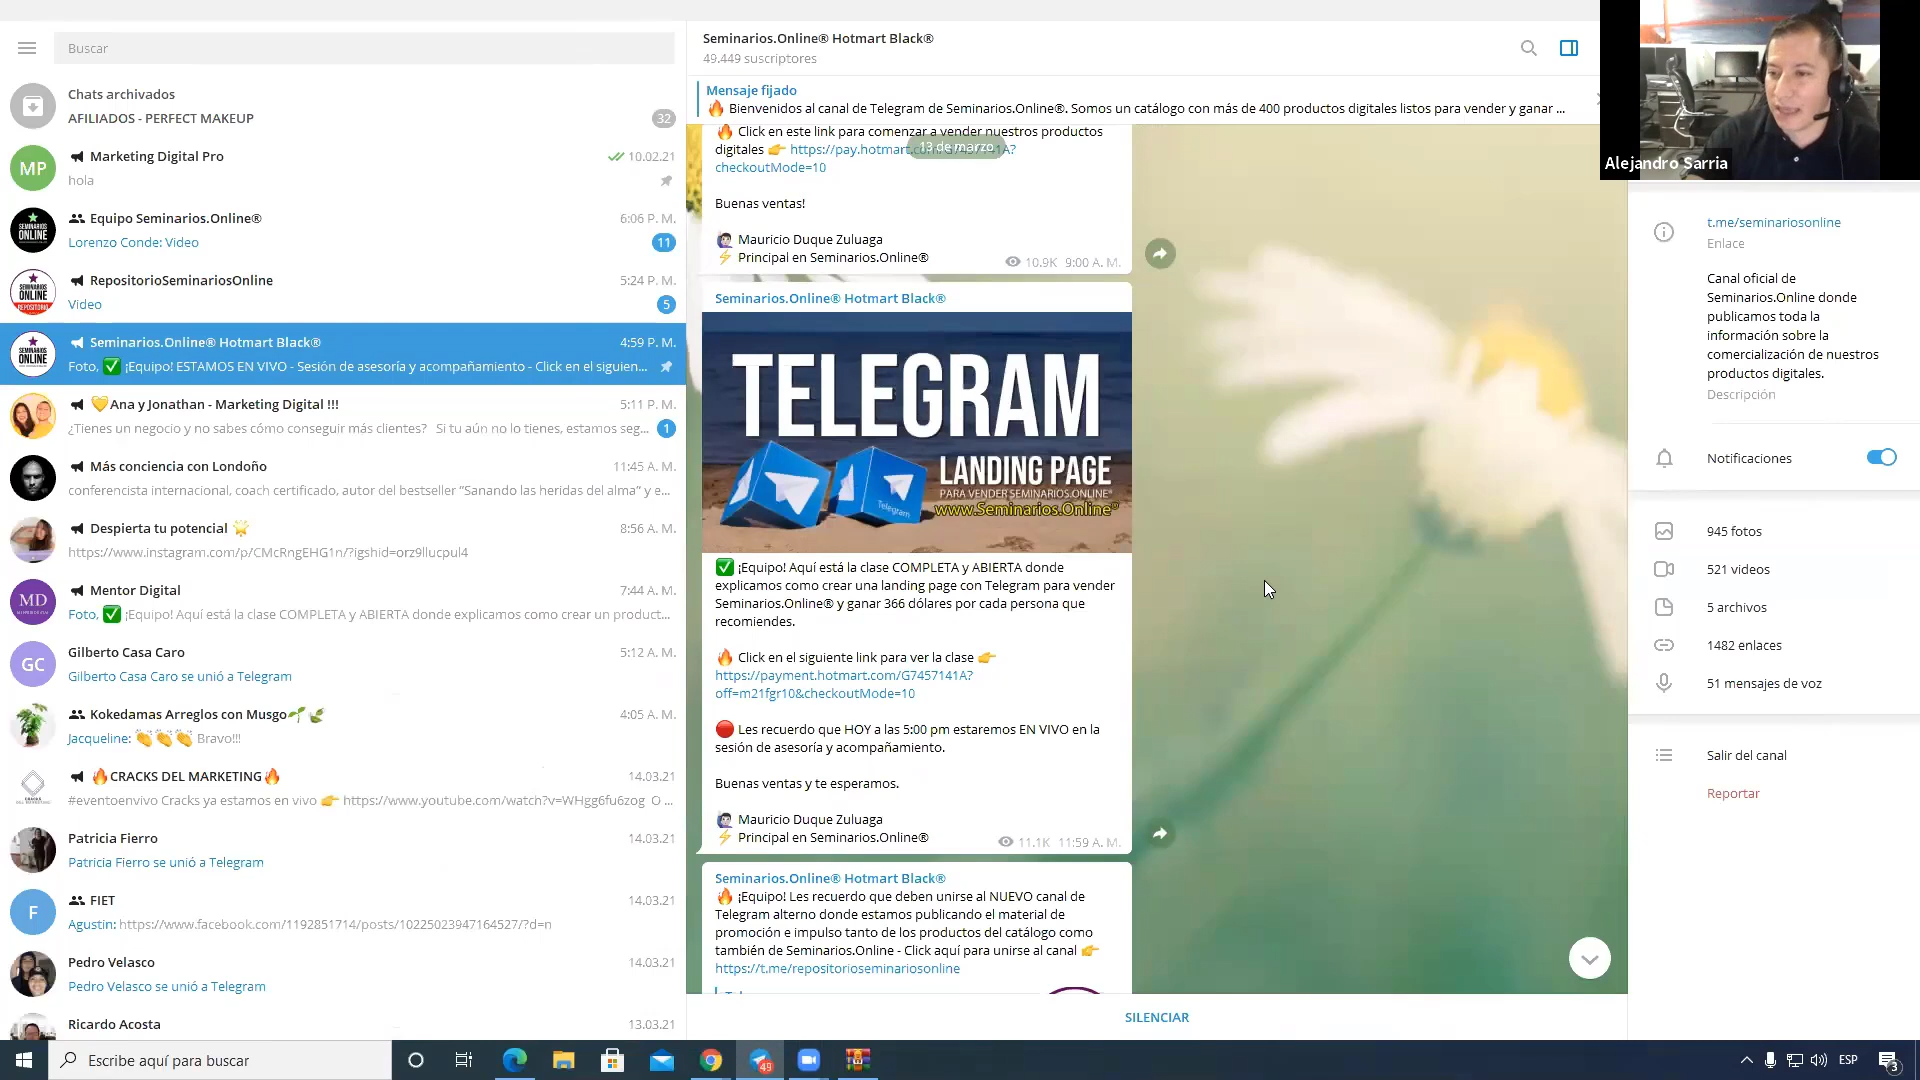 Buscar
Chats archivados
AFILIADOS - PERFECT MAKEUP
32
MP
Marketing Digital Pro
10.02.21
hola
Equipo Seminarios.Online®
6:06 P. M.
Lorenzo Conde: Video
11
RepositorioSeminariosOnline
5:24 P. M.
Video
5
Seminarios.Online® Hotmart Black®
4:59 P. M.
Foto, ✅ ¡Equipo! ESTAMOS EN VIVO - Sesión de asesoría y acompañamiento - Click en el siguien...
💛Ana y Jonathan - Marketing Digital !!!
5:11 P. M.
¿Tienes un negocio y no sabes cómo conseguir más clientes? Si tu aún no lo tienes, estamos seg...
1
Más conciencia con Londoño
11:45 A. M.
conferencista internacional, coach certificado, autor del bestseller "Sanando las heridas del alma" y e...
Despierta tu potencial 🌟
8:56 A. M.
https://www.instagram.com/p/CMcRngEHG1n/?igshid=orz9llucpul4
MD
Mentor Digital
7:44 A. M.
Foto, ✅ ¡Equipo! Aquí está la clase COMPLETA y ABIERTA donde explicamos como crear un product...
GC
Gilberto Casa Caro
5:12 A. M.
Gilberto Casa Caro se unió a Telegram
Kokedamas Arreglos con Musgo🌱🍃
4:05 A. M.
Jacqueline: 👏👏👏 Bravo!!!
🔥CRACKS DEL MARKETING🔥
14.03.21
#eventoenvivo Cracks ya estamos en vivo 👉 https://www.youtube.com/watch?v=WHgg6fu6zog O ...
Patricia Fierro
14.03.21
Patricia Fierro se unió a Telegram
F
FIET
14.03.21
Agustin: https://www.facebook.com/1192851714/posts/10225023947164527/?d=n
Pedro Velasco
14.03.21
Pedro Velasco se unió a Telegram
Ricardo Acosta
13.03.21
Seminarios.Online® Hotmart Black®
49.449 suscriptores
Mensaje fijado
🔥 Bienvenidos al canal de Telegram de Seminarios.Online®. Somos un catálogo con más de 400 productos digitales listos para vender y ganar ...
🔥 Click en este link para comenzar a vender nuestros productos
digitales 👉 https://pay.hotmart.com/G7457141A?
13 de marzo
checkoutMode=10
Buenas ventas!
Mauricio Duque Zuluaga
⚡ Principal en Seminarios.Online®
10.9K 9:00 A. M.
Seminarios.Online® Hotmart Black®
TELEGRAM
LANDING PAGE
PARA VENDER SEMINARIOS.ONLINE®
www.Seminarios.Online®
Telegram
✅ ¡Equipo! Aquí está la clase COMPLETA y ABIERTA donde
explicamos como crear una landing page con Telegram para vender
Seminarios.Online® y ganar 366 dólares por cada persona que
recomiendes.
🔥 Click en el siguiente link para ver la clase 👉
https://payment.hotmart.com/G7457141A?
off=m21fgr10&checkoutMode=10
🔴 Les recuerdo que HOY a las 5:00 pm estaremos EN VIVO en la
sesión de asesoría y acompañamiento.
Buenas ventas y te esperamos.
Mauricio Duque Zuluaga
⚡ Principal en Seminarios.Online®
11.1K 11:59 A. M.
Seminarios.Online® Hotmart Black®
🔥 ¡Equipo! Les recuerdo que deben unirse al NUEVO canal de
Telegram alterno donde estamos publicando el material de
promoción e impulso tanto de los productos del catálogo como
también de Seminarios.Online - Click aquí para unirse al canal 👉
https://t.me/repositorioseminariosonline
SILENCIAR
Alejandro Sarria
t.me/seminariosonline
Enlace
Canal oficial de
Seminarios.Online donde
publicamos toda la
información sobre la
comercialización de nuestros
productos digitales.
Descripción
Notificaciones
945 fotos
521 videos
5 archivos
1482 enlaces
51 mensajes de voz
Salir del canal
Reportar
Escribe aquí para buscar
49
ESP
3